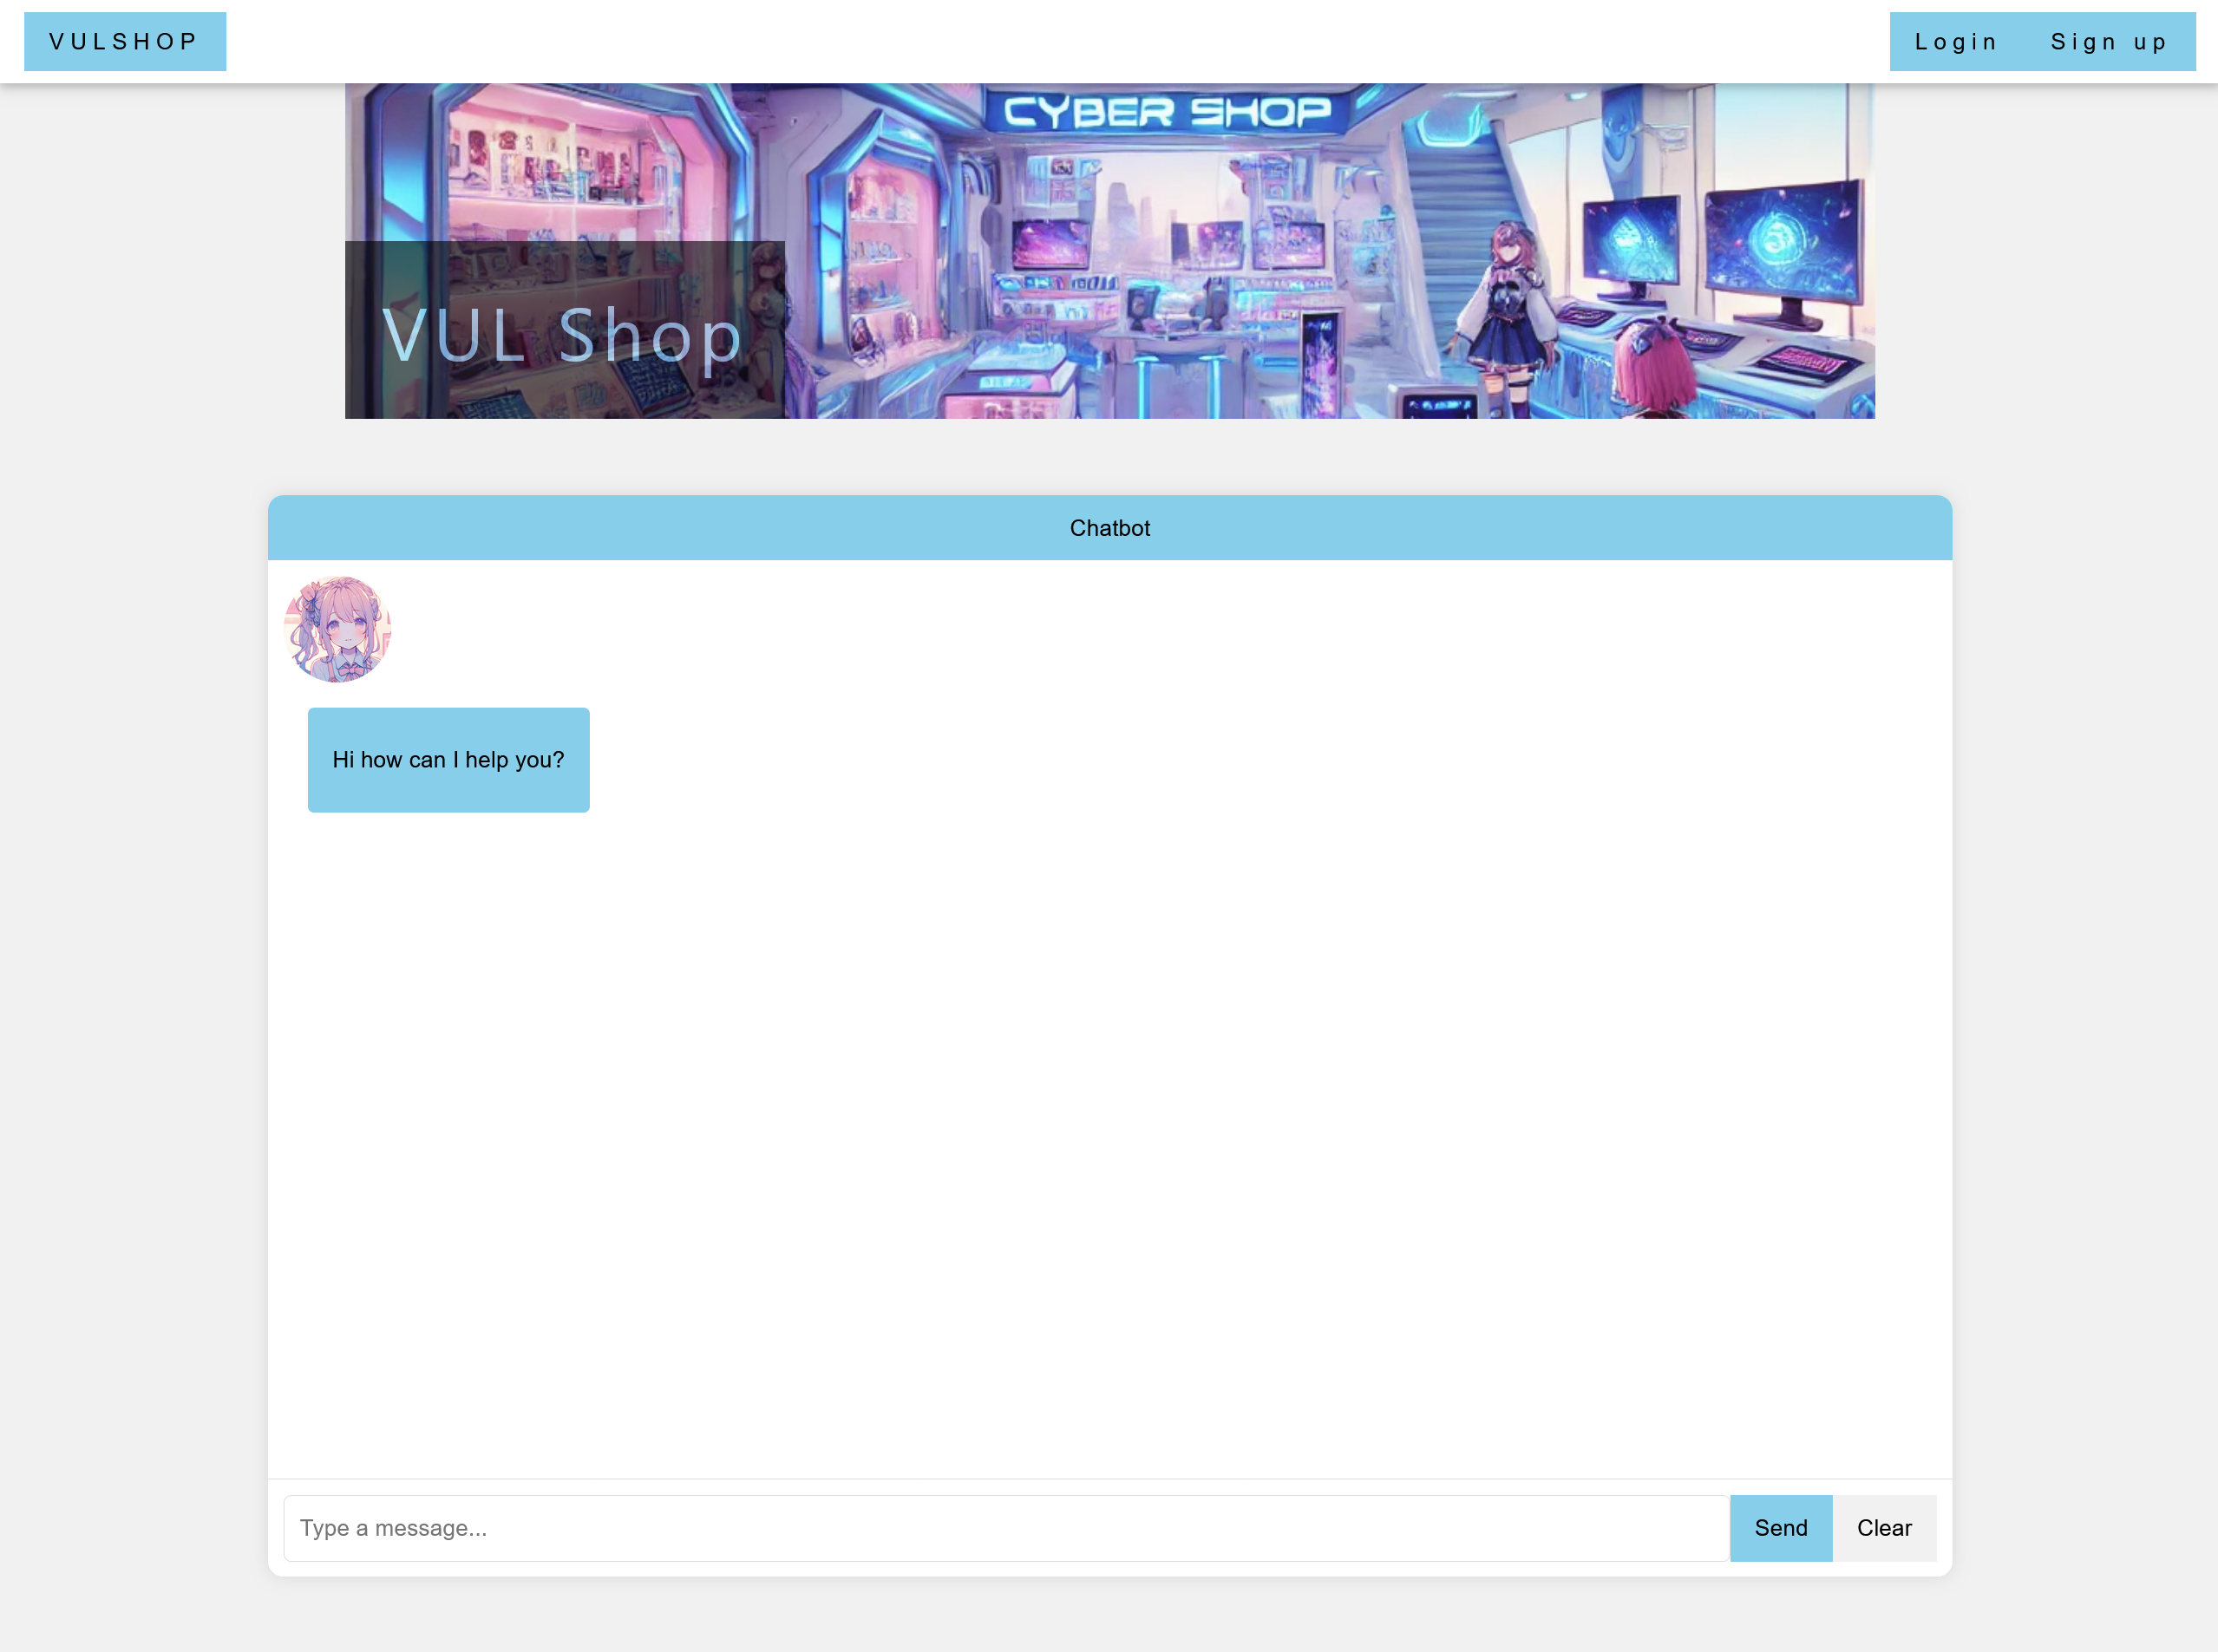 VULSHOP
Login Sign up
CYBER SHOP
VUL Shop
Chatbot
Hi how can I help you?
Type a message...
Send Clear